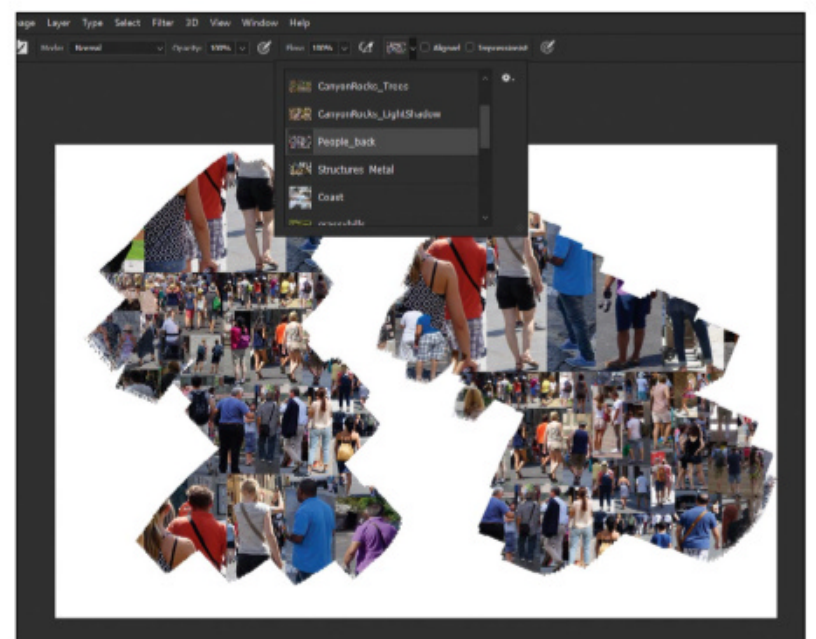 age Layer Type Select Filter 3D View Window Help
Mode: Normal Opacity: 100% Flow: 100% Aligned Impressionist
CanyonRocks_Trees
CanyonRocks_LightShadow
People_back
Structures Metal
Coast